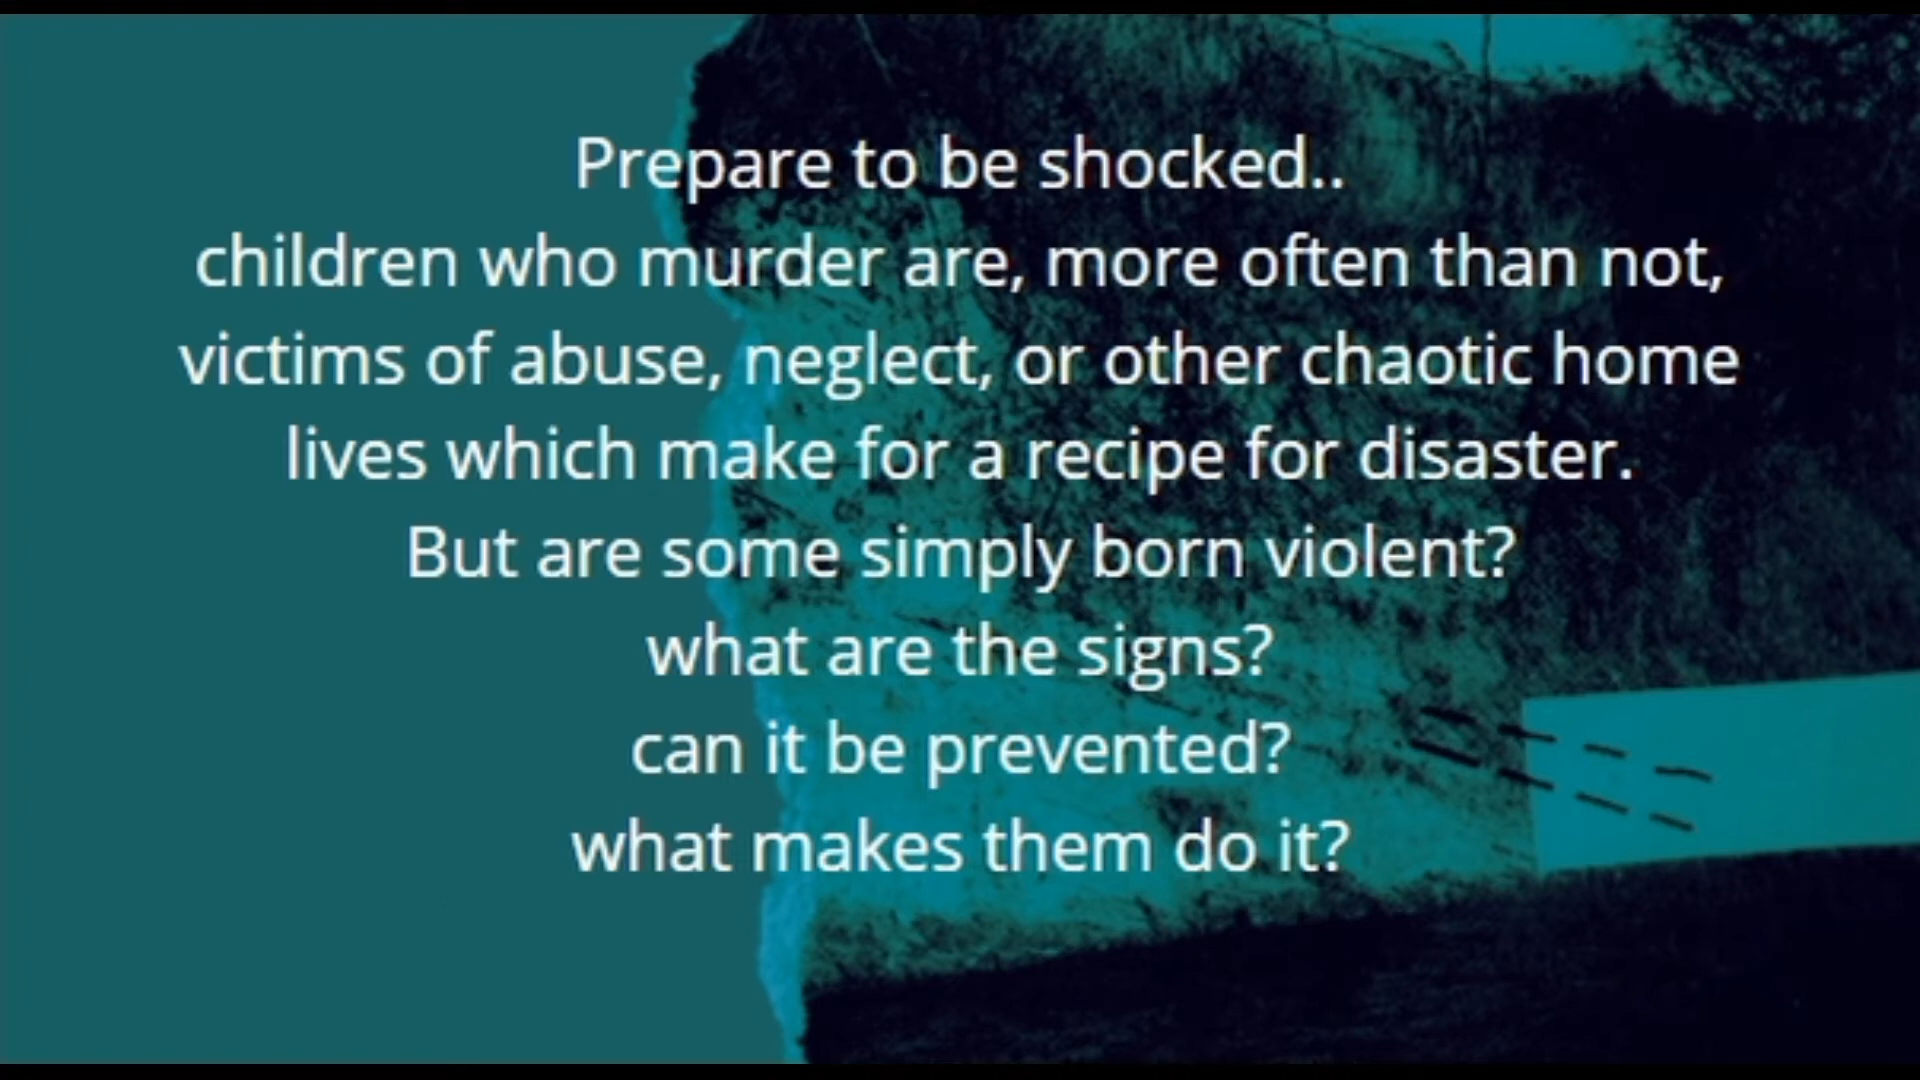 Prepare to be shocked..
children who murder are, more often than not,
victims of abuse, neglect, or other chaotic home
lives which make for a recipe for disaster.
But are some simply born violent?
what are the signs?
can it be prevented?
what makes them do it?